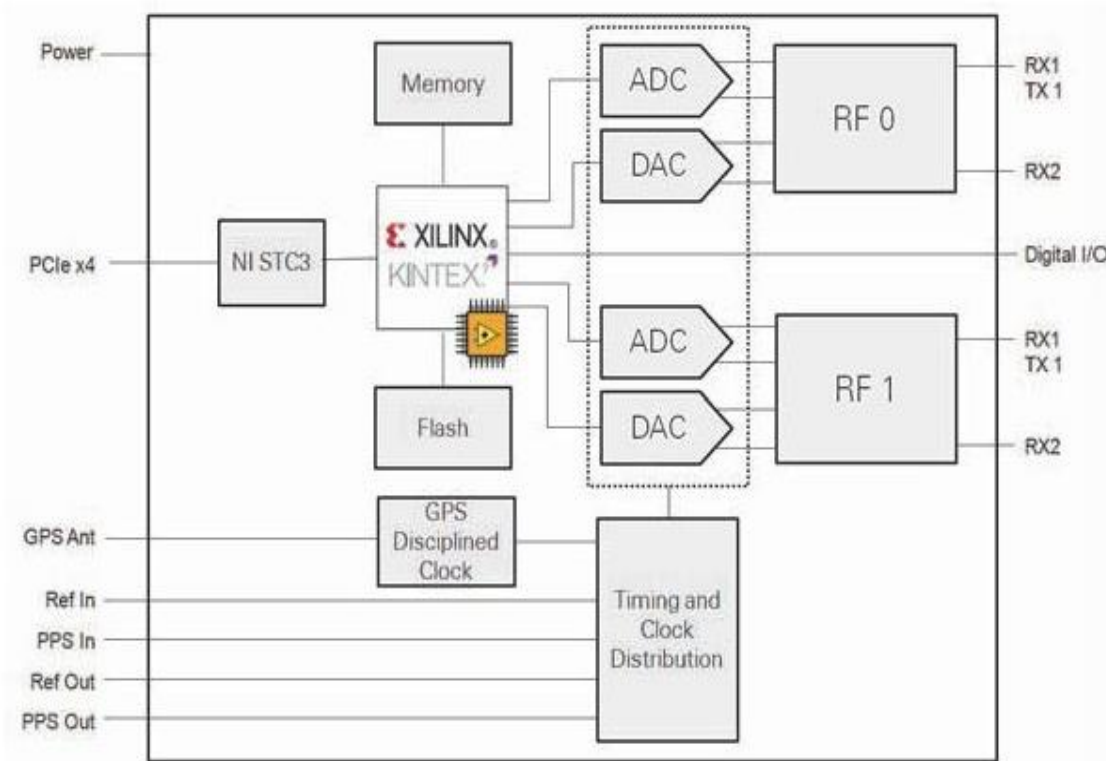 Power
Memory
ADC
DAC
RF 0
RX1
TX 1
RX2
PCIe x4
NI STC3
XILINX®
KINTEX7
Digital I/O
Flash
ADC
DAC
RF 1
RX1
TX 1
RX2
GPS Ant
GPS
Disciplined
Clock
Ref In
PPS In
Ref Out
PPS Out
Timing and
Clock
Distribution